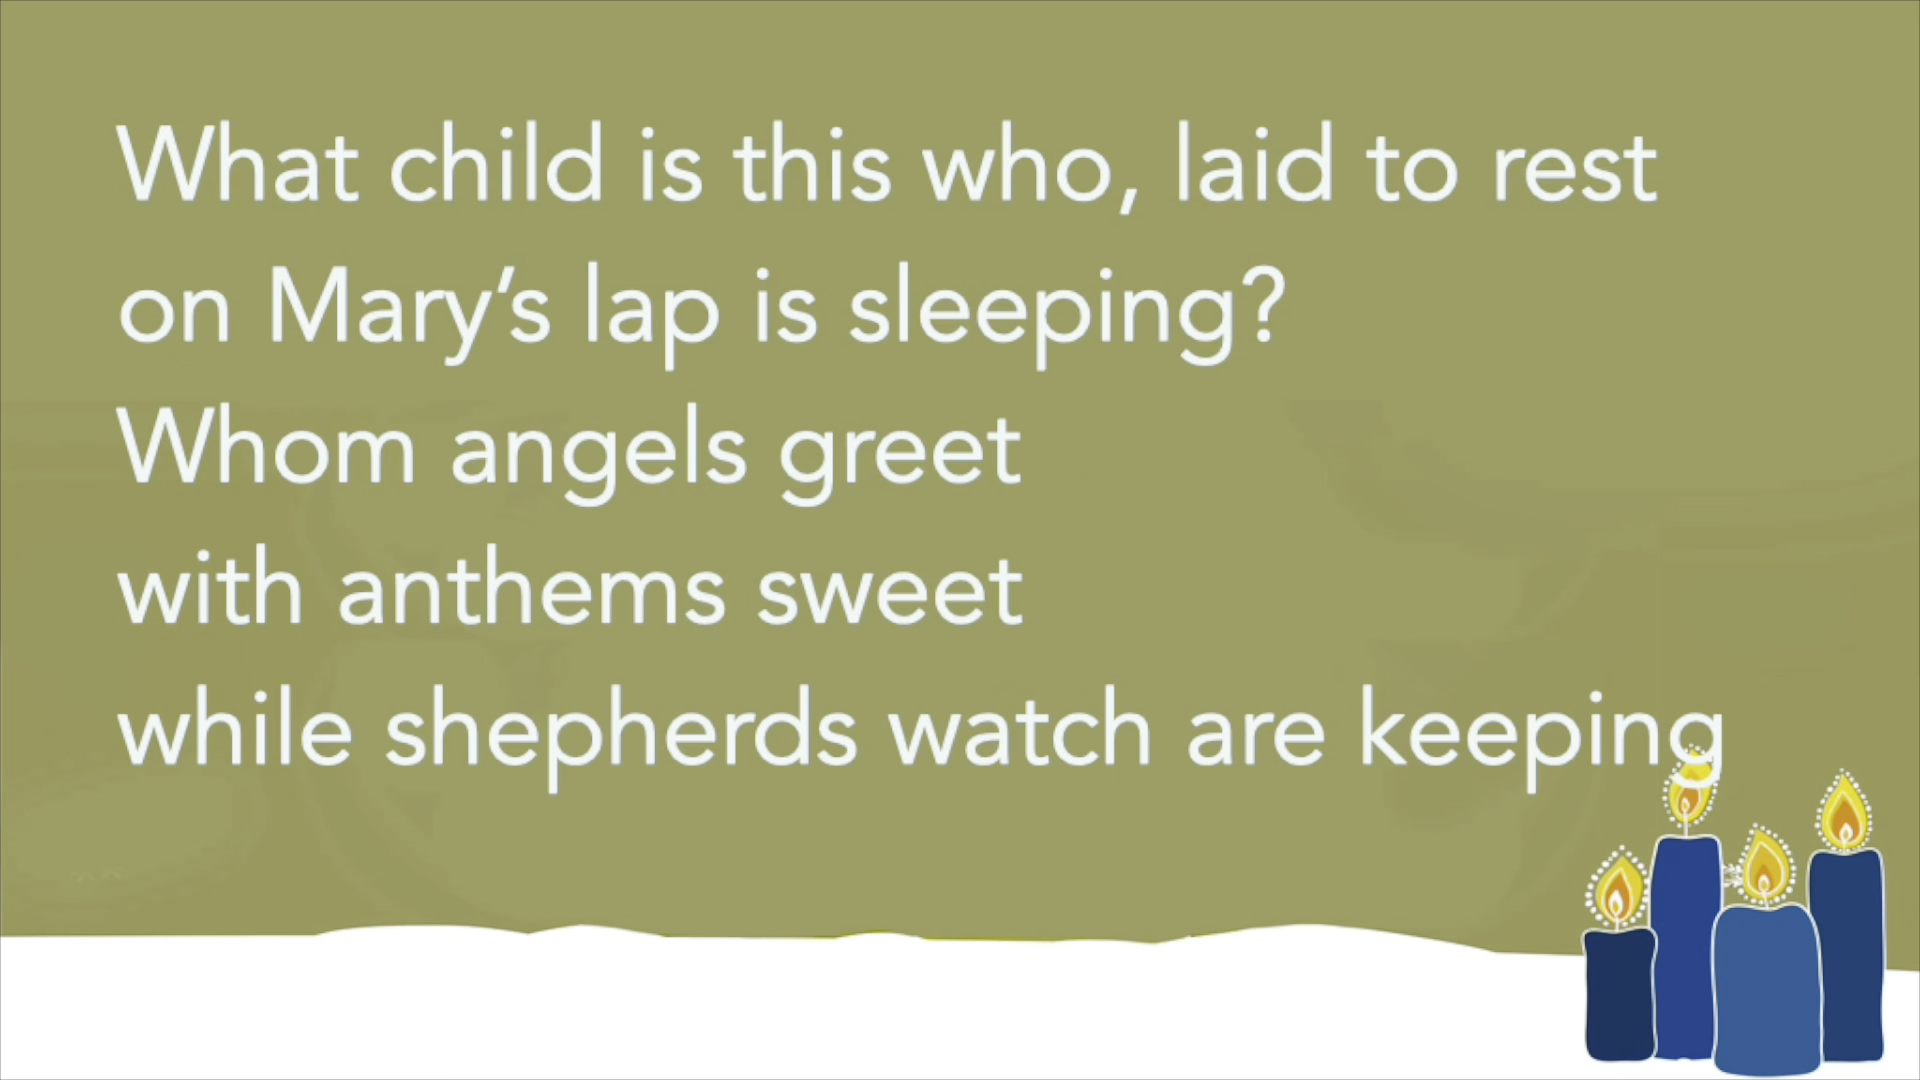 What child is this who, laid to rest
on Mary’s lap is sleeping?
Whom angels greet
with anthems sweet
while shepherds watch are keeping